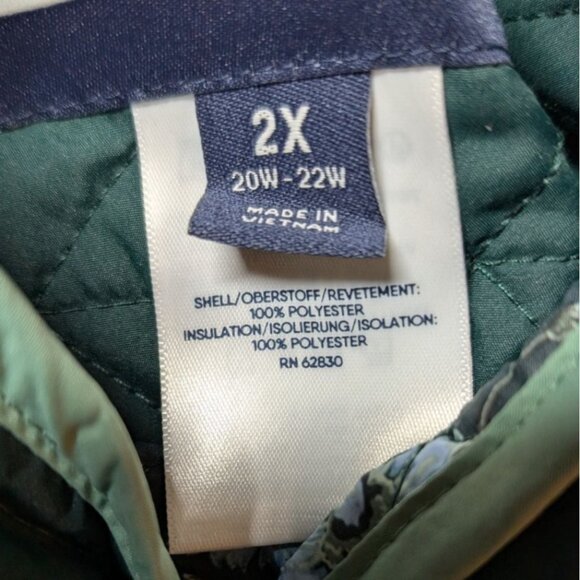 2X
20W-22W
MADE IN
VIETNAM
SHELL/OBERSTOFF/REVETEMENT:
100% POLYESTER
INSULATION/ISOLIERUNG/ISOLATION:
100% POLYESTER
RN 62830